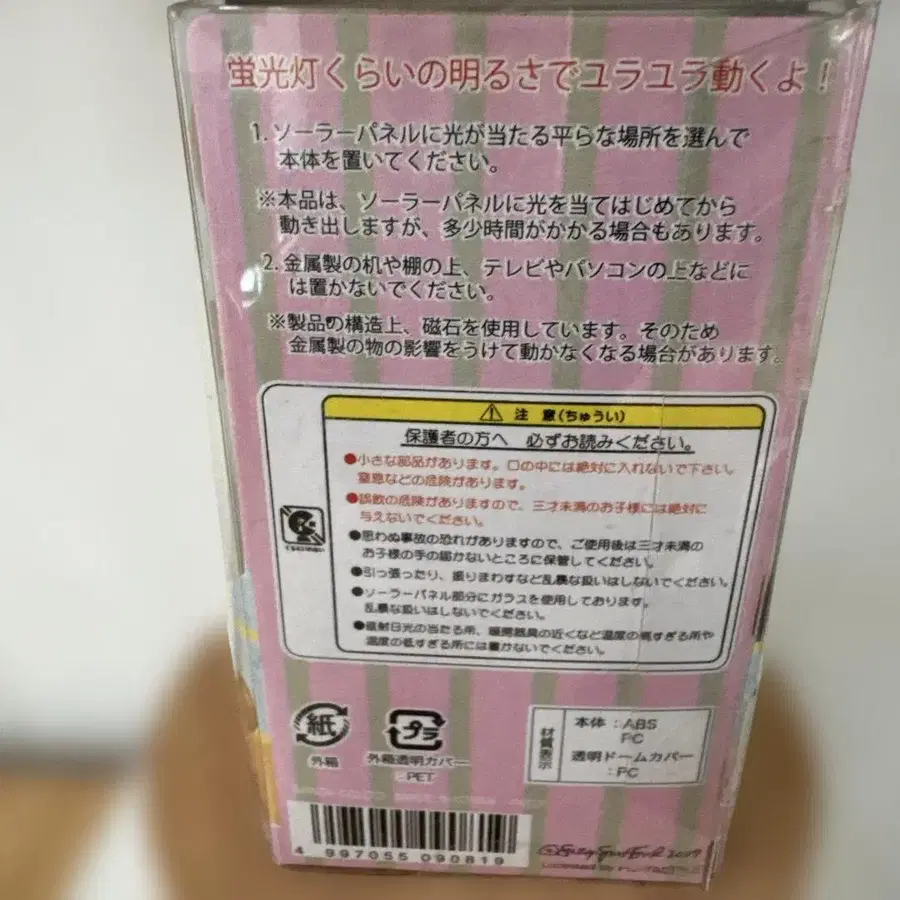 蛍光灯くらいの明るさでユラユラ動くよ!
1. ソーラーパネルに光が当たる平らな場所を選んで
本体を置いてください。
※本品は、ソーラーパネルに光を当てはじめてから
動き出しますが、多少時間がかかる場合もあります。
2. 金属製の机や棚の上、テレビやパソコンの上などに
は置かないでください。
※製品の構造上、磁石を使用しています。そのため
金属製の物の影響をうけて動かなくなる場合があります。
注 意(ちゅうい)
保護者の方へ 必ずお読みください。
●小さな部品があります。口の中には絶対に入れないで下さい。
窒息などの危険があります。
●誤飲の危険がありますので、三才未満のお子様には絶対に
与えないでください。
●思わぬ事故の恐れがありますので、ご使用後は三才未満の
お子様の手の届かないところに保管してください。
●引っ張ったり、振りまわすなど乱暴な扱いはしないでください。
●ソーラーパネル部分にガラスを使用しております。
乱暴な扱いはしないでください。
●直射日光の当たる所、暖房器具の近くなど温度の高すぎる所や
温度の低すぎる所には置かないでください。
紙
外箱
プラ
外箱透明カバー
:PET
材質表示
本体:ABS
PC
透明ドームカバー
:PC
4 997055 090819